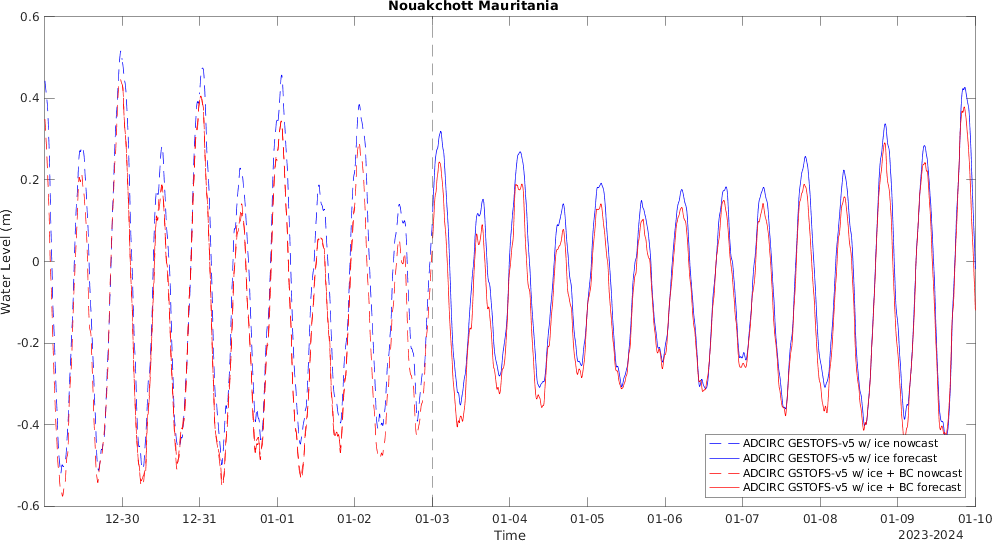 Nouakchott Mauritania
0.6
0.4
0.2
0
-0.2
-0.4
-0.6
Water Level (m)
12-30 12-31 01-01 01-02 01-03 01-04 01-05 01-06 01-07 01-08 01-09 01-10
Time
2023-2024
ADCIRC GESTOFS-v5 w/ ice nowcast
ADCIRC GESTOFS-v5 w/ ice forecast
ADCIRC GSTOFS-v5 w/ ice + BC nowcast
ADCIRC GSTOFS-v5 w/ ice + BC forecast